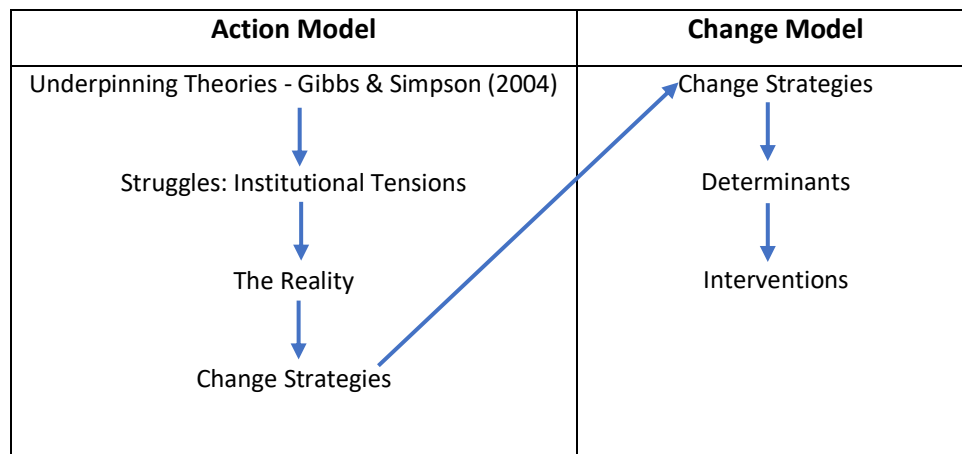 Action Model
Change Model
Underpinning Theories - Gibbs & Simpson (2004)
Struggles: Institutional Tensions
The Reality
Change Strategies
Change Strategies
Determinants
Interventions